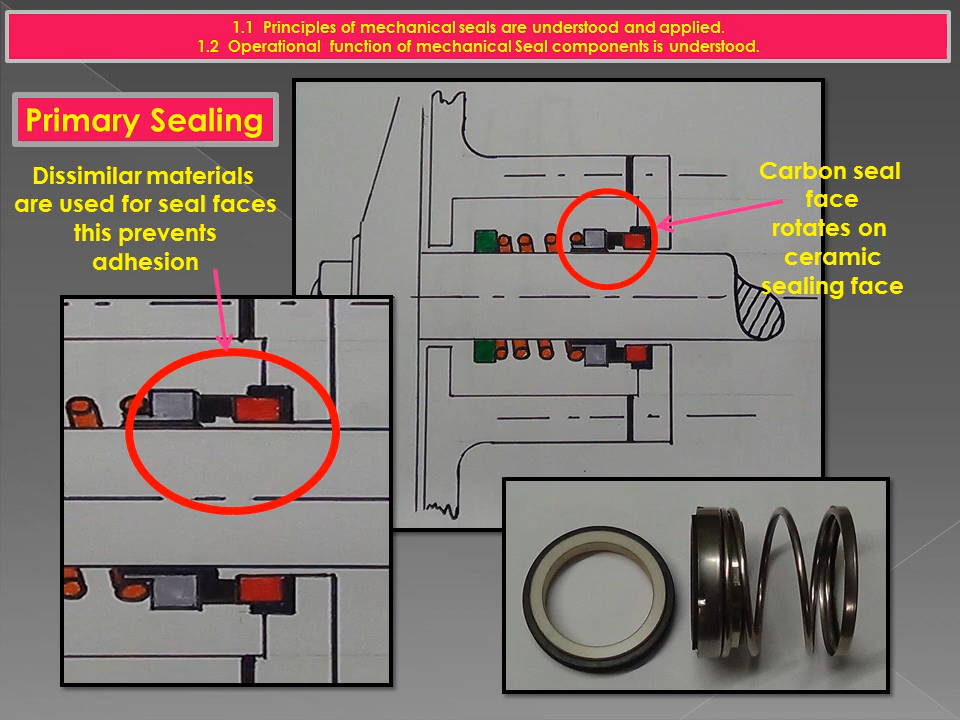 1.1 Principles of mechanical seals are understood and applied.
1.2 Operational function of mechanical Seal components is understood.
Primary Sealing
Dissimilar materials
are used for seal faces
this prevents
adhesion
Carbon seal
face
rotates on
ceramic
sealing face